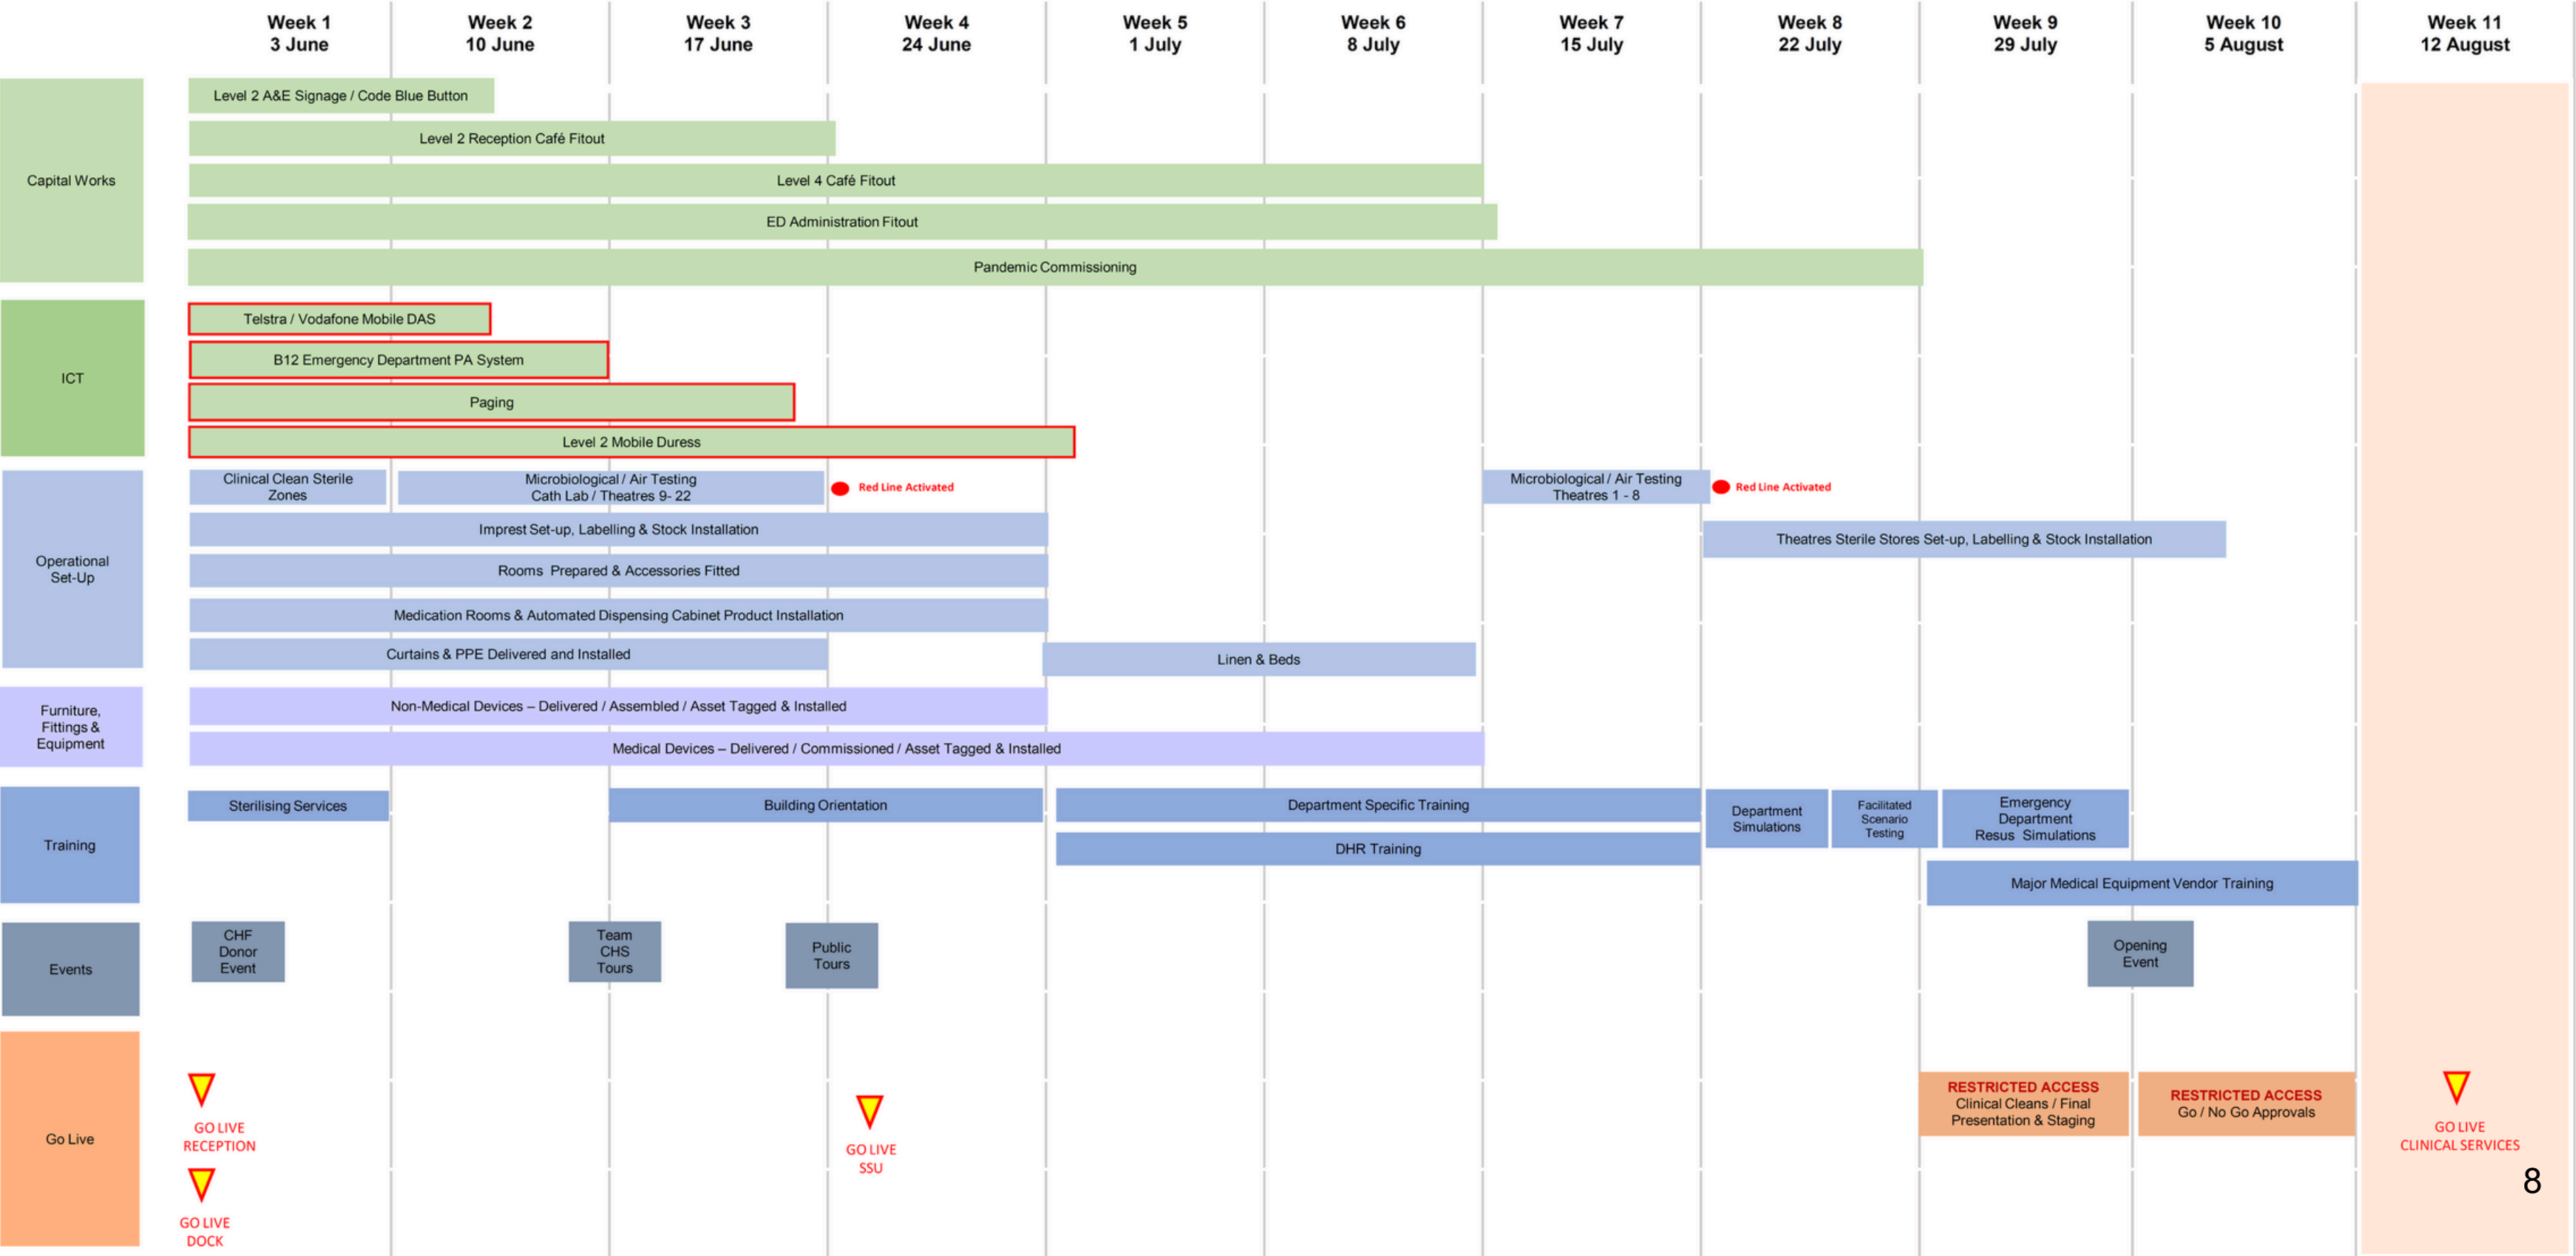 Week 1
3 June
Week 2
10 June
Week 3
17 June
Week 4
24 June
Week 5
1 July
Week 6
8 July
Week 7
15 July
Week 8
22 July
Week 9
29 July
Week 10
5 August
Week 11
12 August
Capital Works
Level 2 A&E Signage / Code Blue Button
Level 2 Reception Café Fitout
Level 4 Café Fitout
ED Administration Fitout
Pandemic Commissioning
ICT
Telstra / Vodafone Mobile DAS
B12 Emergency Department PA System
Paging
Level 2 Mobile Duress
Operational
Set-Up
Clinical Clean Sterile
Zones
Microbiological / Air Testing
Cath Lab / Theatres 9- 22
Red Line Activated
Microbiological / Air Testing
Theatres 1 - 8
Red Line Activated
Imprest Set-up, Labelling & Stock Installation
Theatres Sterile Stores Set-up, Labelling & Stock Installation
Rooms  Prepared & Accessories Fitted
Medication Rooms & Automated Dispensing Cabinet Product Installation
Curtains & PPE Delivered and Installed
Linen & Beds
Furniture,
Fittings &
Equipment
Non-Medical Devices – Delivered / Assembled / Asset Tagged & Installed
Medical Devices – Delivered / Commissioned / Asset Tagged & Installed
Training
Sterilising Services
Building Orientation
Department Specific Training
Department
Simulations
Facilitated
Scenario
Testing
Emergency
Department
Resus  Simulations
DHR Training
Major Medical Equipment Vendor Training
Events
CHF
Donor
Event
Team
CHS
Tours
Public
Tours
Opening
Event
Go Live
GO LIVE
RECEPTION
GO LIVE
DOCK
GO LIVE
SSU
RESTRICTED ACCESS
Clinical Cleans / Final
Presentation & Staging
RESTRICTED ACCESS
Go / No Go Approvals
GO LIVE
CLINICAL SERVICES
8